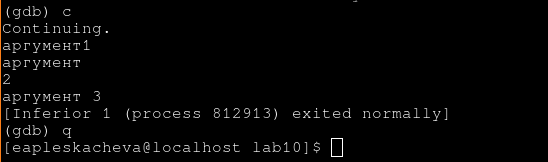 (gdb) c
Continuing.
аргумент1
аргумент
2
аргумент 3
[Inferior 1 (process 812913) exited normally]
(gdb) q
[eapleskacheva@localhost lab10]$